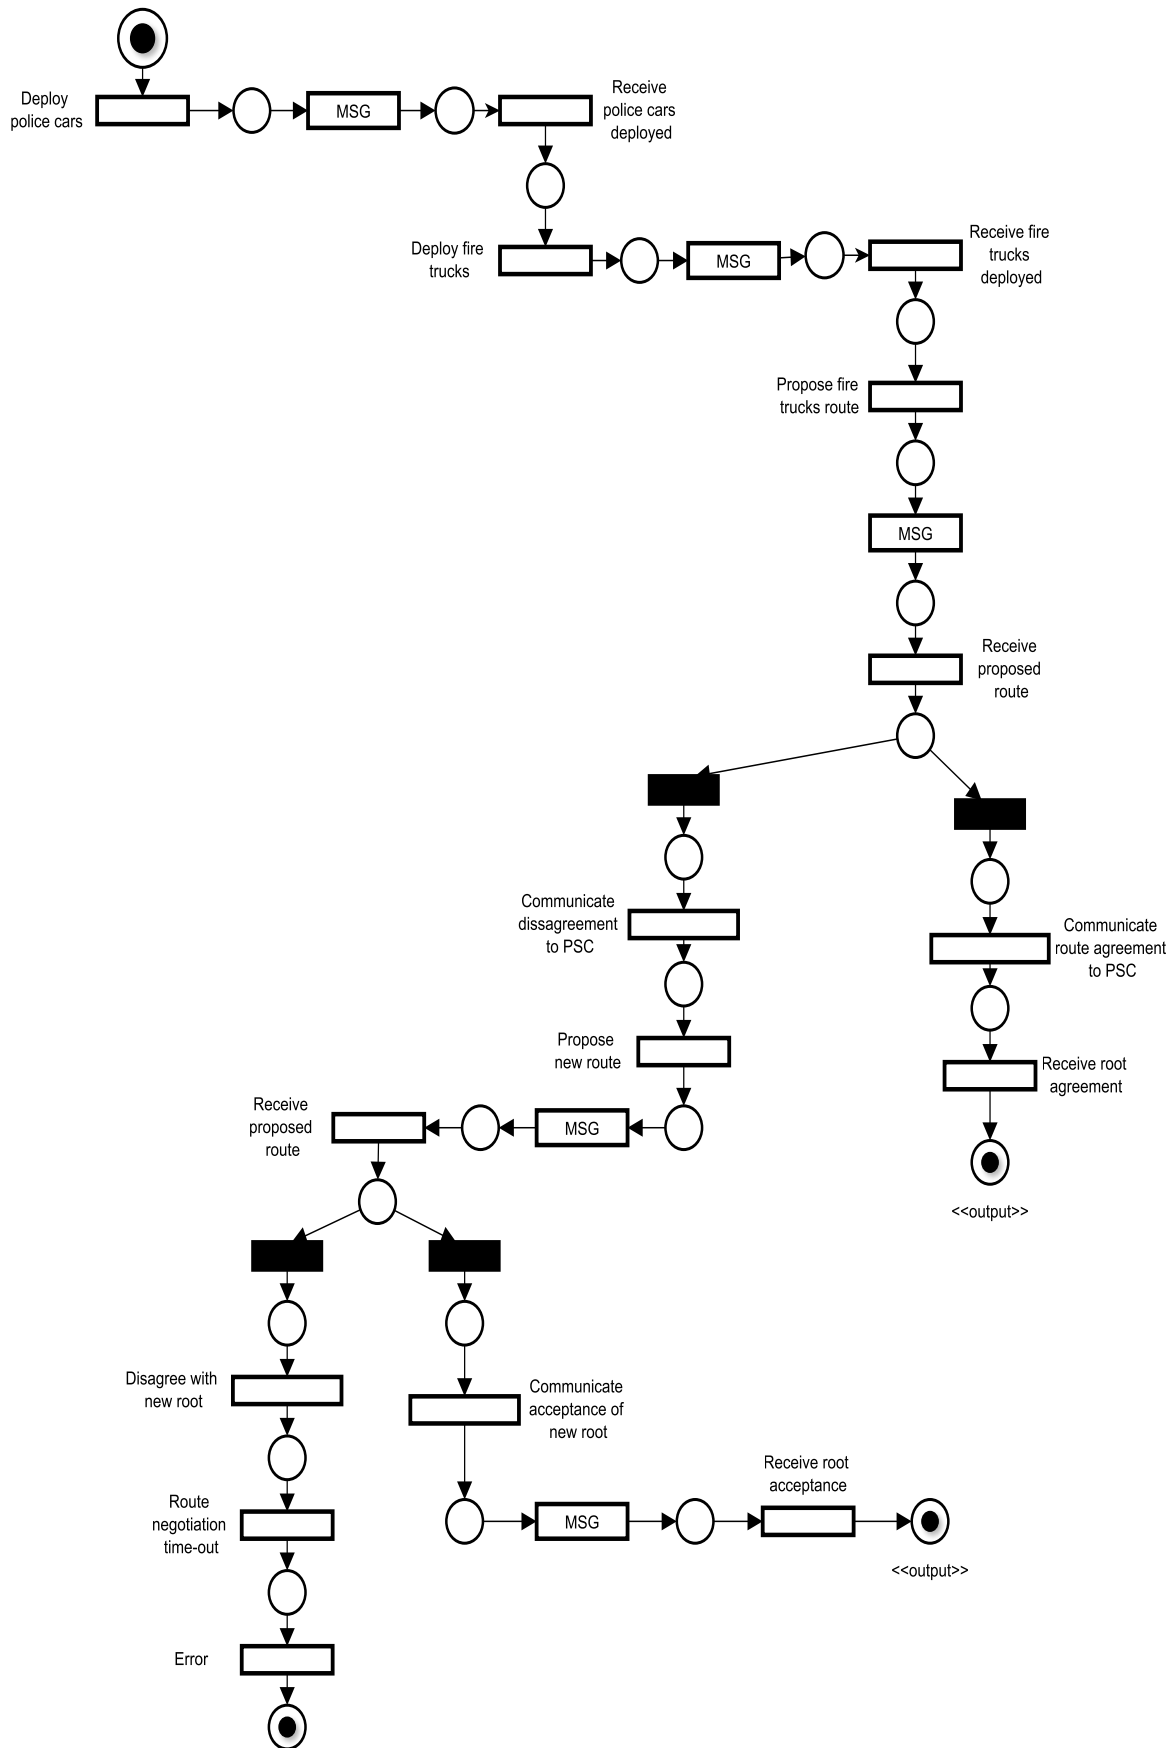 Deploy
police cars
MSG
Receive
police cars
deployed
Deploy fire
trucks
MSG
Receive fire
trucks
deployed
Propose fire
trucks route
MSG
Receive
proposed
route
Communicate
dissagreement
to PSC
Communicate
route agreement
to PSC
Propose
new route
Receive root
agreement
Receive
proposed
route
MSG
<<output>>
Disagree with
new root
Communicate
acceptance of
new root
Route
negotiation
time-out
MSG
Receive root
acceptance
<<output>>
Error